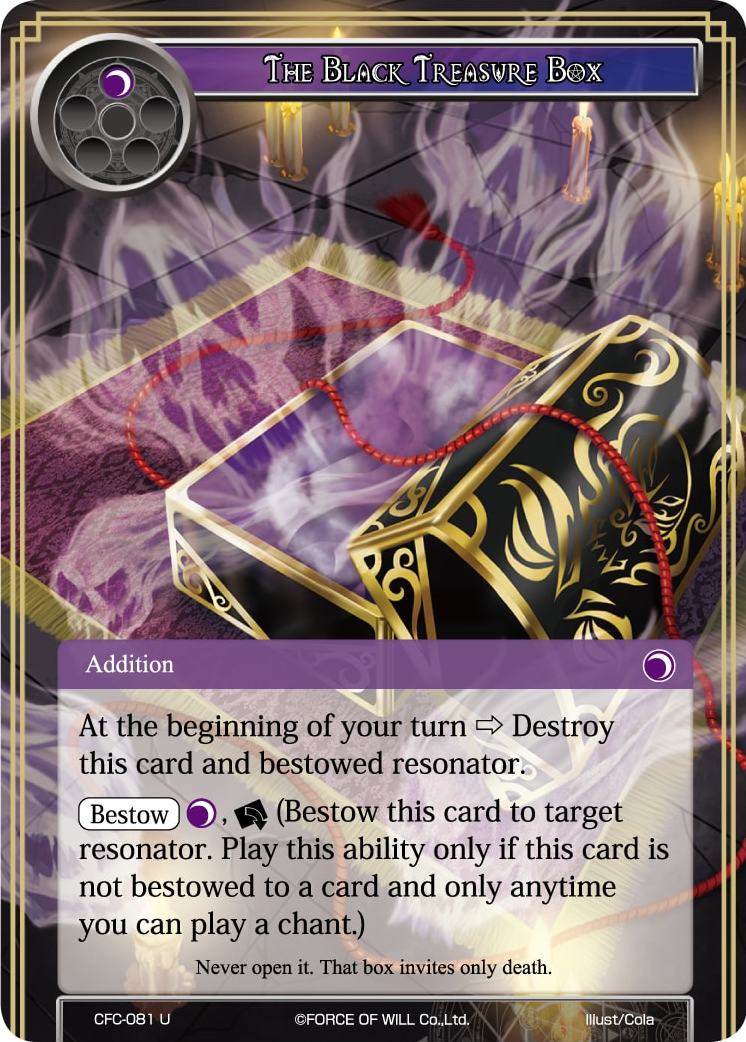 The Black Treasure Box
Addition
At the beginning of your turn ⇨ Destroy
this card and bestowed resonator.
Bestow , (Bestow this card to target
resonator. Play this ability only if this card is
not bestowed to a card and only anytime
you can play a chant.)
Never open it. That box invites only death.
CFC-081 U ©FORCE OF WILL Co.,Ltd. Illust/Cola